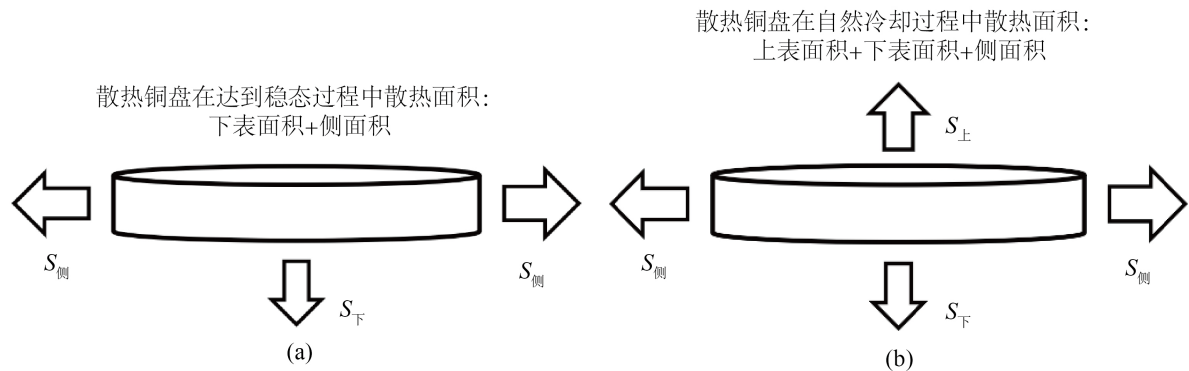 散热铜盘在达到稳态过程中散热面积:
下表面积+侧面积
S侧
S侧
S下
(a)
散热铜盘在自然冷却过程中散热面积:
上表面积+下表面积+侧面积
S上
S侧
S侧
S下
(b)